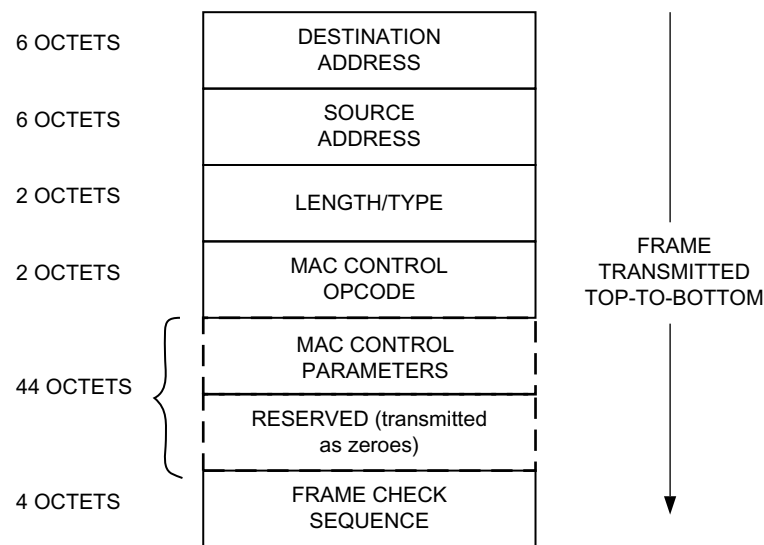 6 OCTETS
DESTINATION
ADDRESS
6 OCTETS
SOURCE
ADDRESS
2 OCTETS
LENGTH/TYPE
2 OCTETS
MAC CONTROL
OPCODE
FRAME
TRANSMITTED
TOP-TO-BOTTOM
44 OCTETS
MAC CONTROL
PARAMETERS
RESERVED (transmitted
as zeroes)
4 OCTETS
FRAME CHECK
SEQUENCE